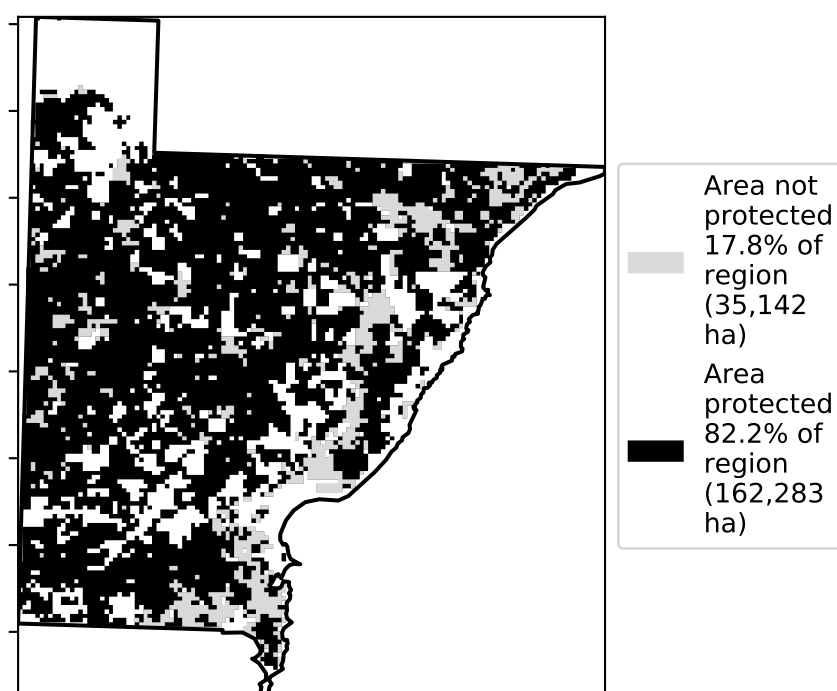 Area not
protected
17.8% of
region
(35,142
ha)
Area
protected
82.2% of
region
(162,283
ha)